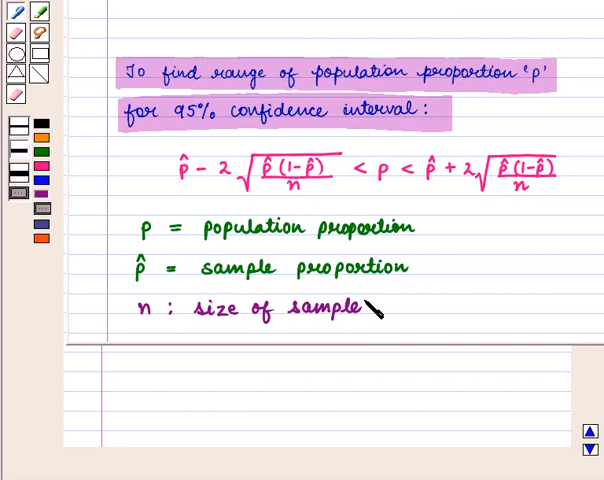 To find range of population proportion 'p'
for 95% confidence interval:
p̂ - 2 √(p̂(1-p̂)/n) < p < p̂ + 2 √(p̂(1-p̂)/n)
p = population proportion
p̂ = sample proportion
n : size of sample